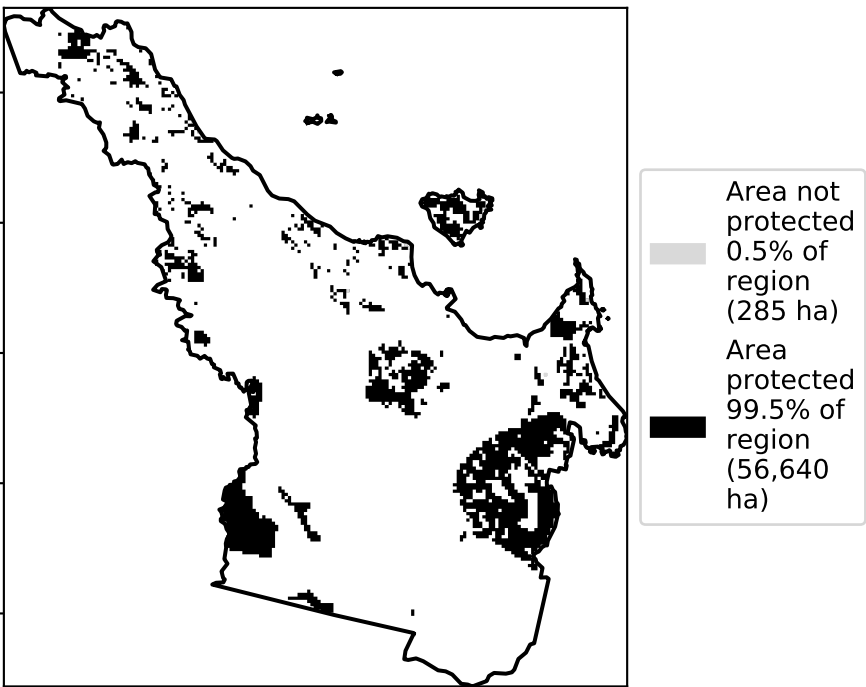 Area not
protected
0.5% of
region
(285 ha)
Area
protected
99.5% of
region
(56,640
ha)